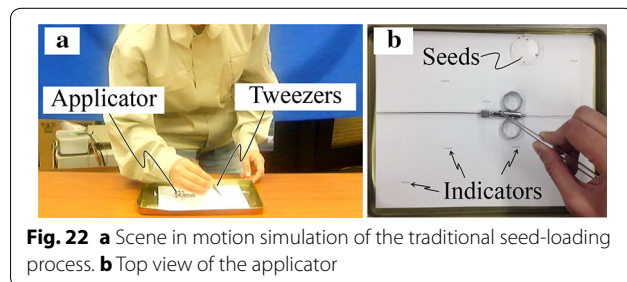 a
Applicator
Tweezers
b
Seeds
Indicators
Fig. 22 a Scene in motion simulation of the traditional seed-loading
process. b Top view of the applicator